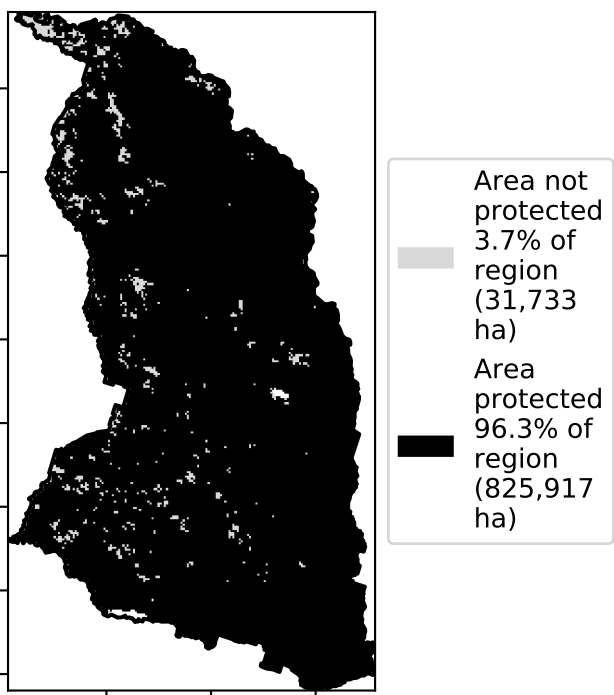 Area not
protected
3.7% of
region
(31,733
ha)
Area
protected
96.3% of
region
(825,917
ha)